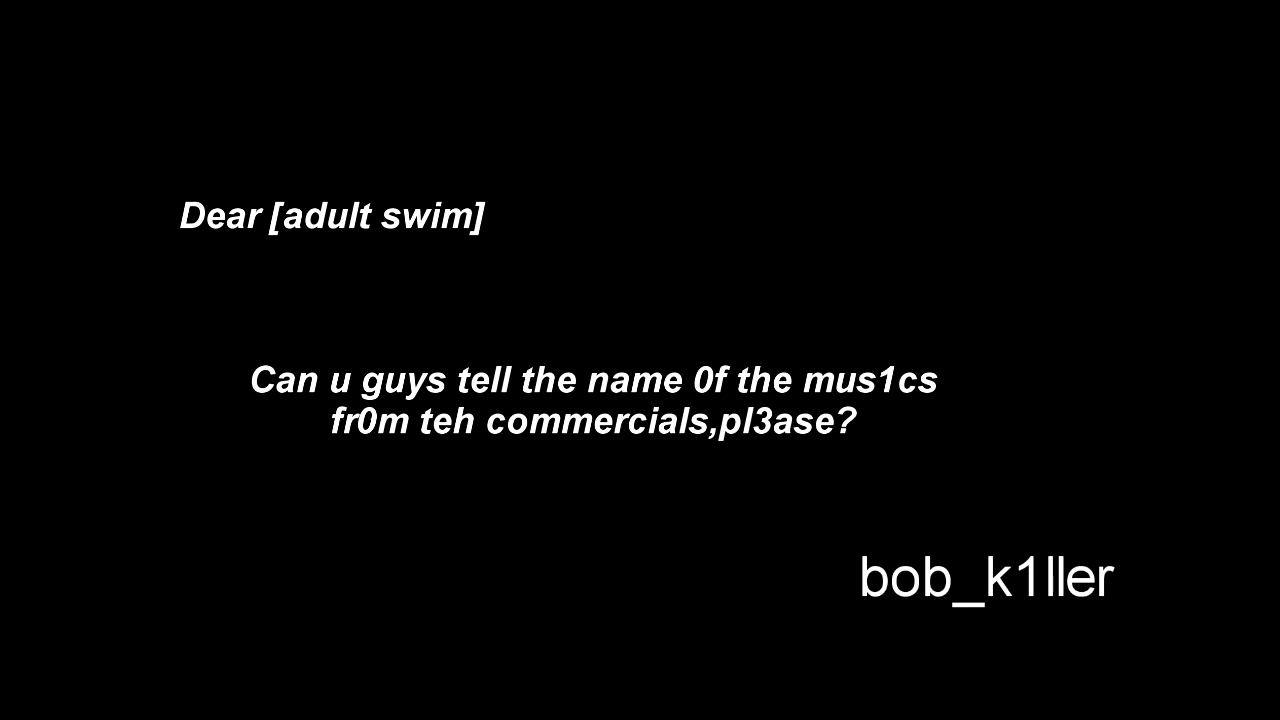 Dear [adult swim]
Can u guys tell the name 0f the mus1cs
fr0m teh commercials,pl3ase?
bob_k1ller